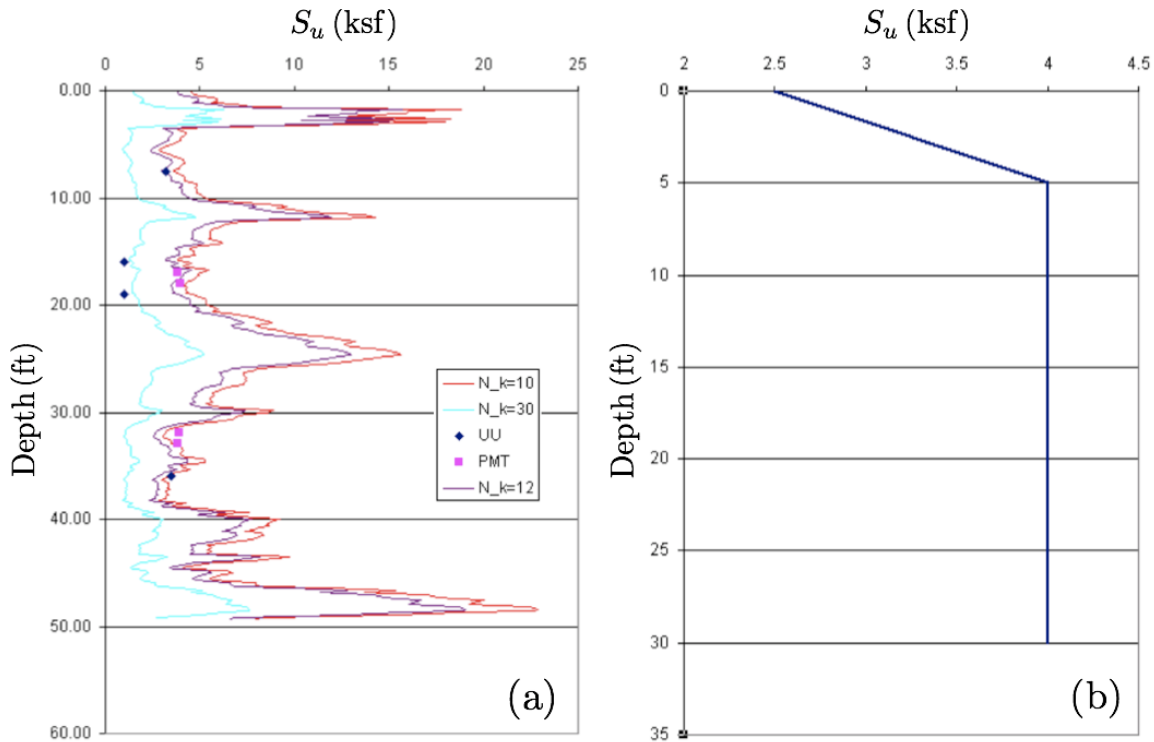 S_u (ksf)
0 5 10 15 20 25
0.00
10.00
20.00
30.00
40.00
50.00
60.00
Depth (ft)
N_k=10
N_k=30
UU
PMT
N_k=12
(a)
S_u (ksf)
2 2.5 3 3.5 4 4.5
0
5
10
15
20
25
30
35
Depth (ft)
(b)